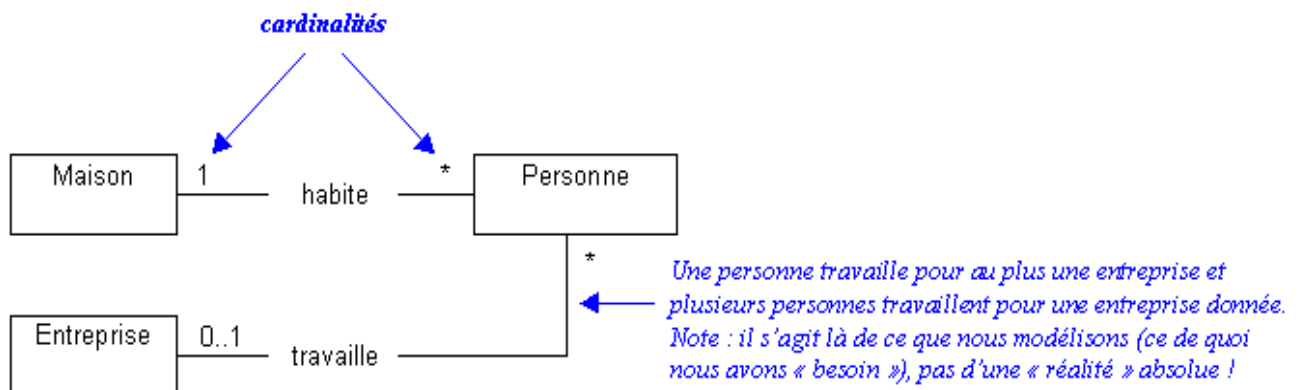 cardinalités
Maison
1
habite
*
Personne
*
Une personne travaille pour au plus une entreprise et
plusieurs personnes travaillent pour une entreprise donnée.
Note : il s'agit là de ce que nous modélisons (ce de quoi
nous avons « besoin »), pas d'une « réalité » absolue !
Entreprise
0..1
travaille